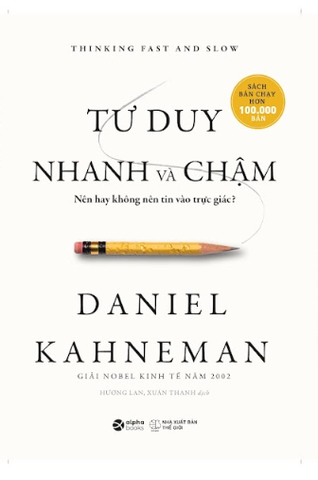 THINKING FAST AND SLOW
SÁCH
BÁN CHẠY
HƠN
100.000
BẢN
TƯ DUY
NHANH VÀ CHẬM
Nên hay không nên tin vào trực giác?
DANIEL
KAHNEMAN
GIẢI NOBEL KINH TẾ NĂM 2002
HƯƠNG LAN, XUÂN THANH dịch
alpha
books
NHÀ XUẤT BẢN
THẾ GIỚI